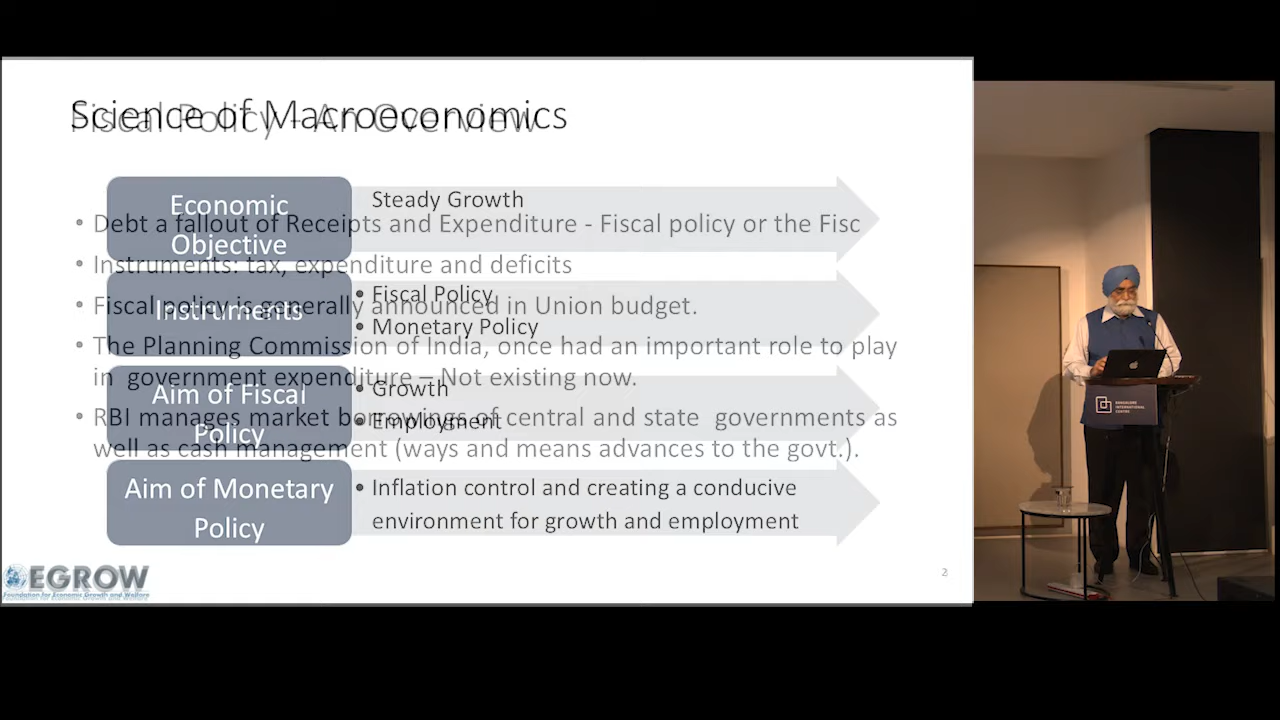 Science of Macroeconomics
Fiscal Policy - An Overview
Economic
Objective
Steady Growth
Instruments
• Fiscal Policy
• Monetary Policy
Aim of Fiscal
Policy
• Growth
• Employment
Aim of Monetary
Policy
• Inflation control and creating a conducive
environment for growth and employment
• Debt a fallout of Receipts and Expenditure - Fiscal policy or the Fisc
• Instruments: tax, expenditure and deficits
• Fiscal policy is generally announced in Union budget.
• The Planning Commission of India, once had an important role to play
in government expenditure – Not existing now.
• RBI manages market borrowings of central and state governments as
well as cash management (ways and means advances to the govt.).
EGROW
Foundation for Economic Growth and Welfare
2
BANGALORE
INTERNATIONAL
CENTRE